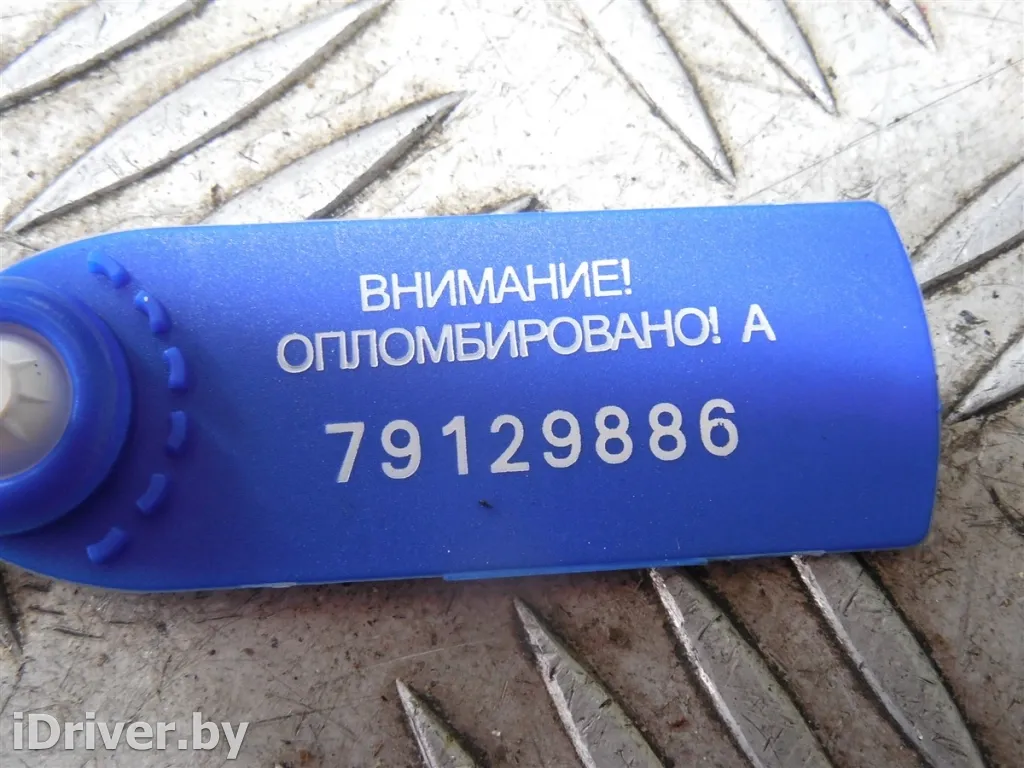 ВНИМАНИЕ!
ОПЛОМБИРОВАНО! А
79129886
iDriver.by